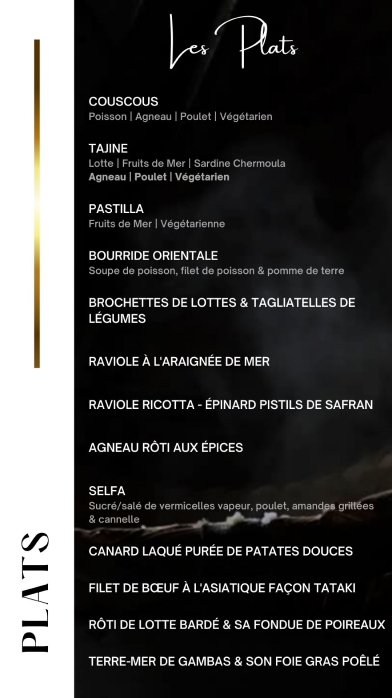 Les Plats
COUSCOUS
Poisson | Agneau | Poulet | Végétarien
TAJINE
Lotte | Fruits de Mer | Sardine Chermoula
Agneau | Poulet | Végétarien
PASTILLA
Fruits de Mer | Végétarienne
BOURRIDE ORIENTALE
Soupe de poisson, filet de poisson & pomme de terre
BROCHETTES DE LOTTES & TAGLIATELLES DE
LÉGUMES
RAVIOLE À L'ARAIGNÉE DE MER
RAVIOLE RICOTTA - ÉPINARD PISTILS DE SAFRAN
AGNEAU RÔTI AUX ÉPICES
SELFA
Sucré/salé de vermicelles vapeur, poulet, amandes grillées
& cannelle
CANARD LAQUÉ PURÉE DE PATATES DOUCES
FILET DE BŒUF À L'ASIATIQUE FAÇON TATAKI
RÔTI DE LOTTE BARDÉ & SA FONDUE DE POIREAUX
TERRE-MER DE GAMBAS & SON FOIE GRAS POÊLÉ
PLATS